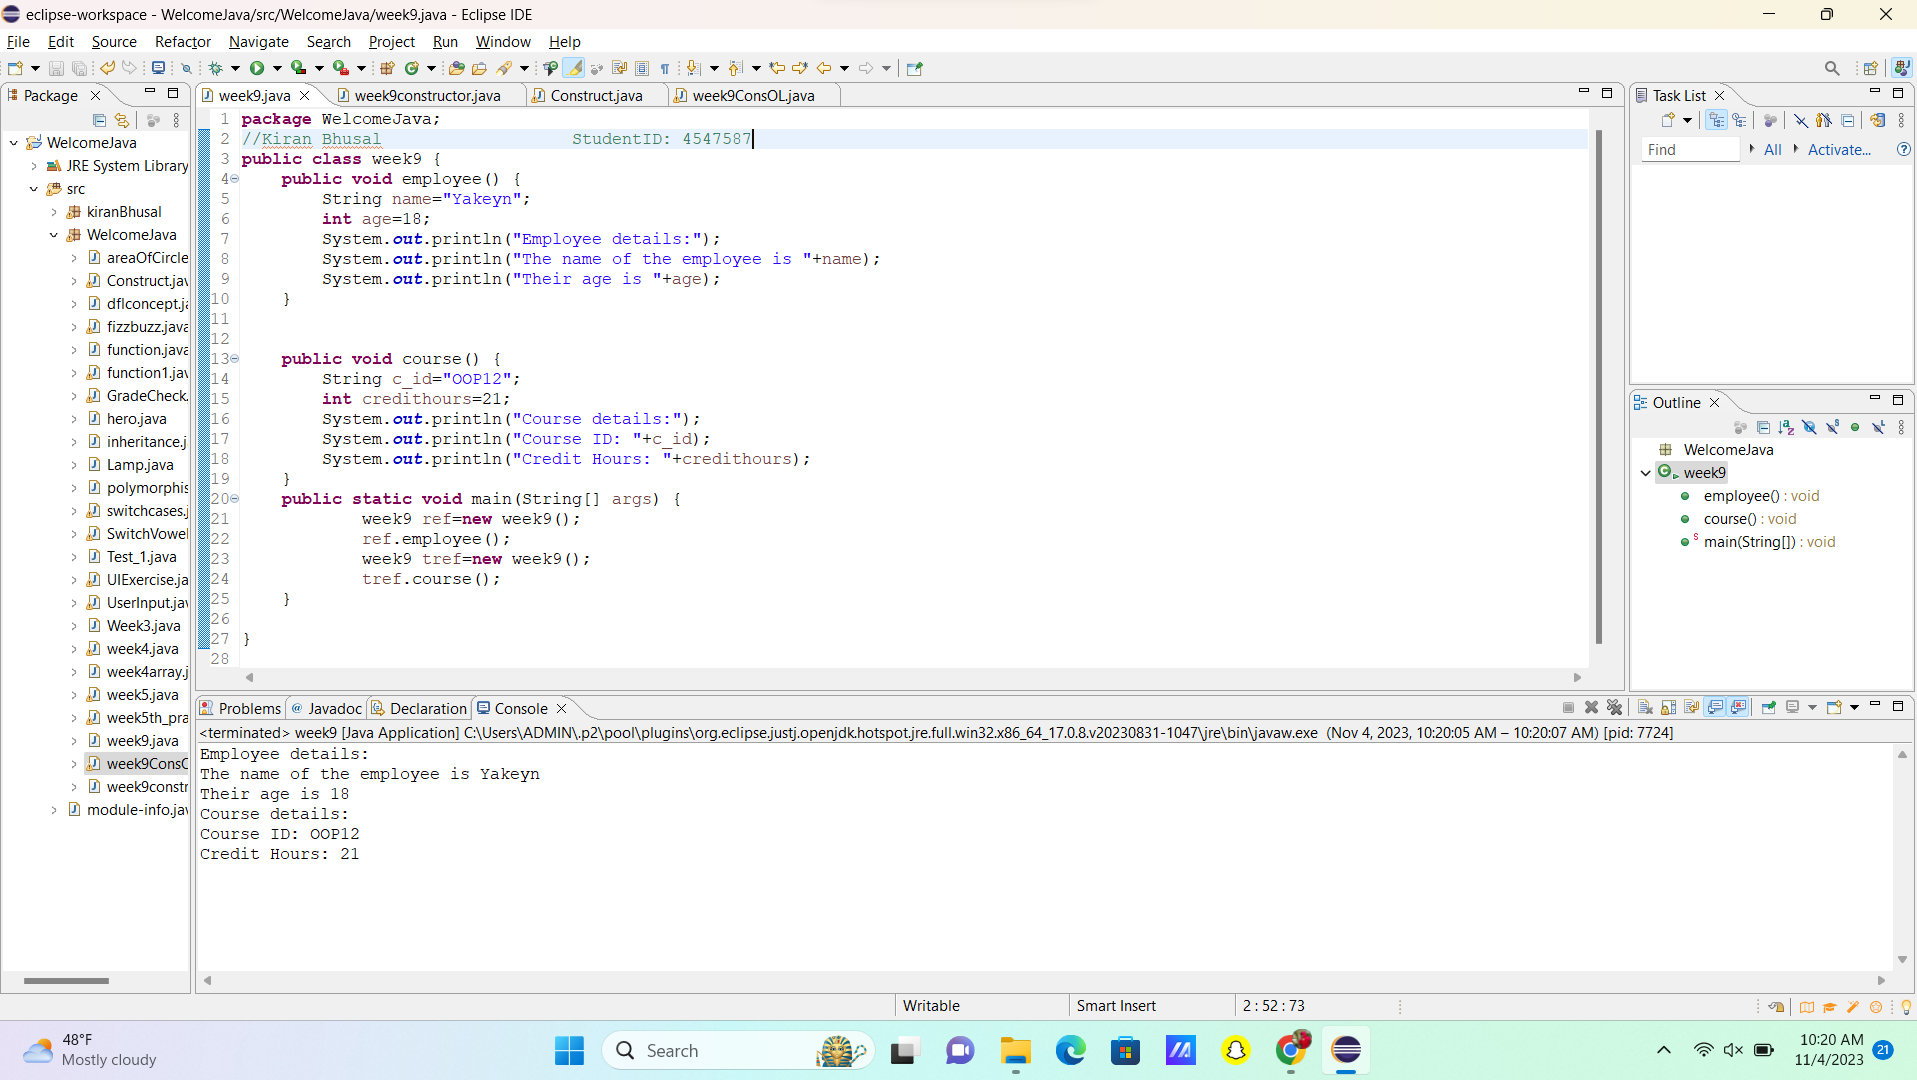 eclipse-workspace - WelcomeJava/src/WelcomeJava/week9.java - Eclipse IDE
File Edit Source Refactor Navigate Search Project Run Window Help
Package
WelcomeJava
JRE System Library
src
kiranBhusal
WelcomeJava
areaOfCircle
Construct.jav
dflconcept.ja
fizzbuzz.java
function.java
function1.jav
GradeCheck.
hero.java
inheritance.j
Lamp.java
polymorphis
switchcases.j
SwitchVowel
Test_1.java
UIExercise.ja
UserInput.jav
Week3.java
week4.java
week4array.j
week5.java
week5th_pra
week9.java
week9ConsO
week9constr
module-info.jav
week9.java week9constructor.java Construct.java week9ConsOL.java
1 package WelcomeJava;
2 //Kiran Bhusal StudentID: 4547587
3 public class week9 {
4 public void employee() {
5 String name="Yakeyn";
6 int age=18;
7 System.out.println("Employee details:");
8 System.out.println("The name of the employee is "+name);
9 System.out.println("Their age is "+age);
10 }
11
12
13 public void course() {
14 String c_id="OOP12";
15 int credithours=21;
16 System.out.println("Course details:");
17 System.out.println("Course ID: "+c_id);
18 System.out.println("Credit Hours: "+credithours);
19 }
20 public static void main(String[] args) {
21 week9 ref=new week9();
22 ref.employee();
23 week9 tref=new week9();
24 tref.course();
25 }
26
27 }
28
Task List
Find All Activate...
Outline
WelcomeJava
week9
employee() : void
course() : void
main(String[]) : void
Problems Javadoc Declaration Console
<terminated> week9 [Java Application] C:\Users\ADMIN\.p2\pool\plugins\org.eclipse.justj.openjdk.hotspot.jre.full.win32.x86_64_17.0.8.v20230831-1047\jre\bin\javaw.exe (Nov 4, 2023, 10:20:05 AM – 10:20:07 AM) [pid: 7724]
Employee details:
The name of the employee is Yakeyn
Their age is 18
Course details:
Course ID: OOP12
Credit Hours: 21
Writable Smart Insert 2 : 52 : 73
48°F
Mostly cloudy
Search
10:20 AM
11/4/2023
21